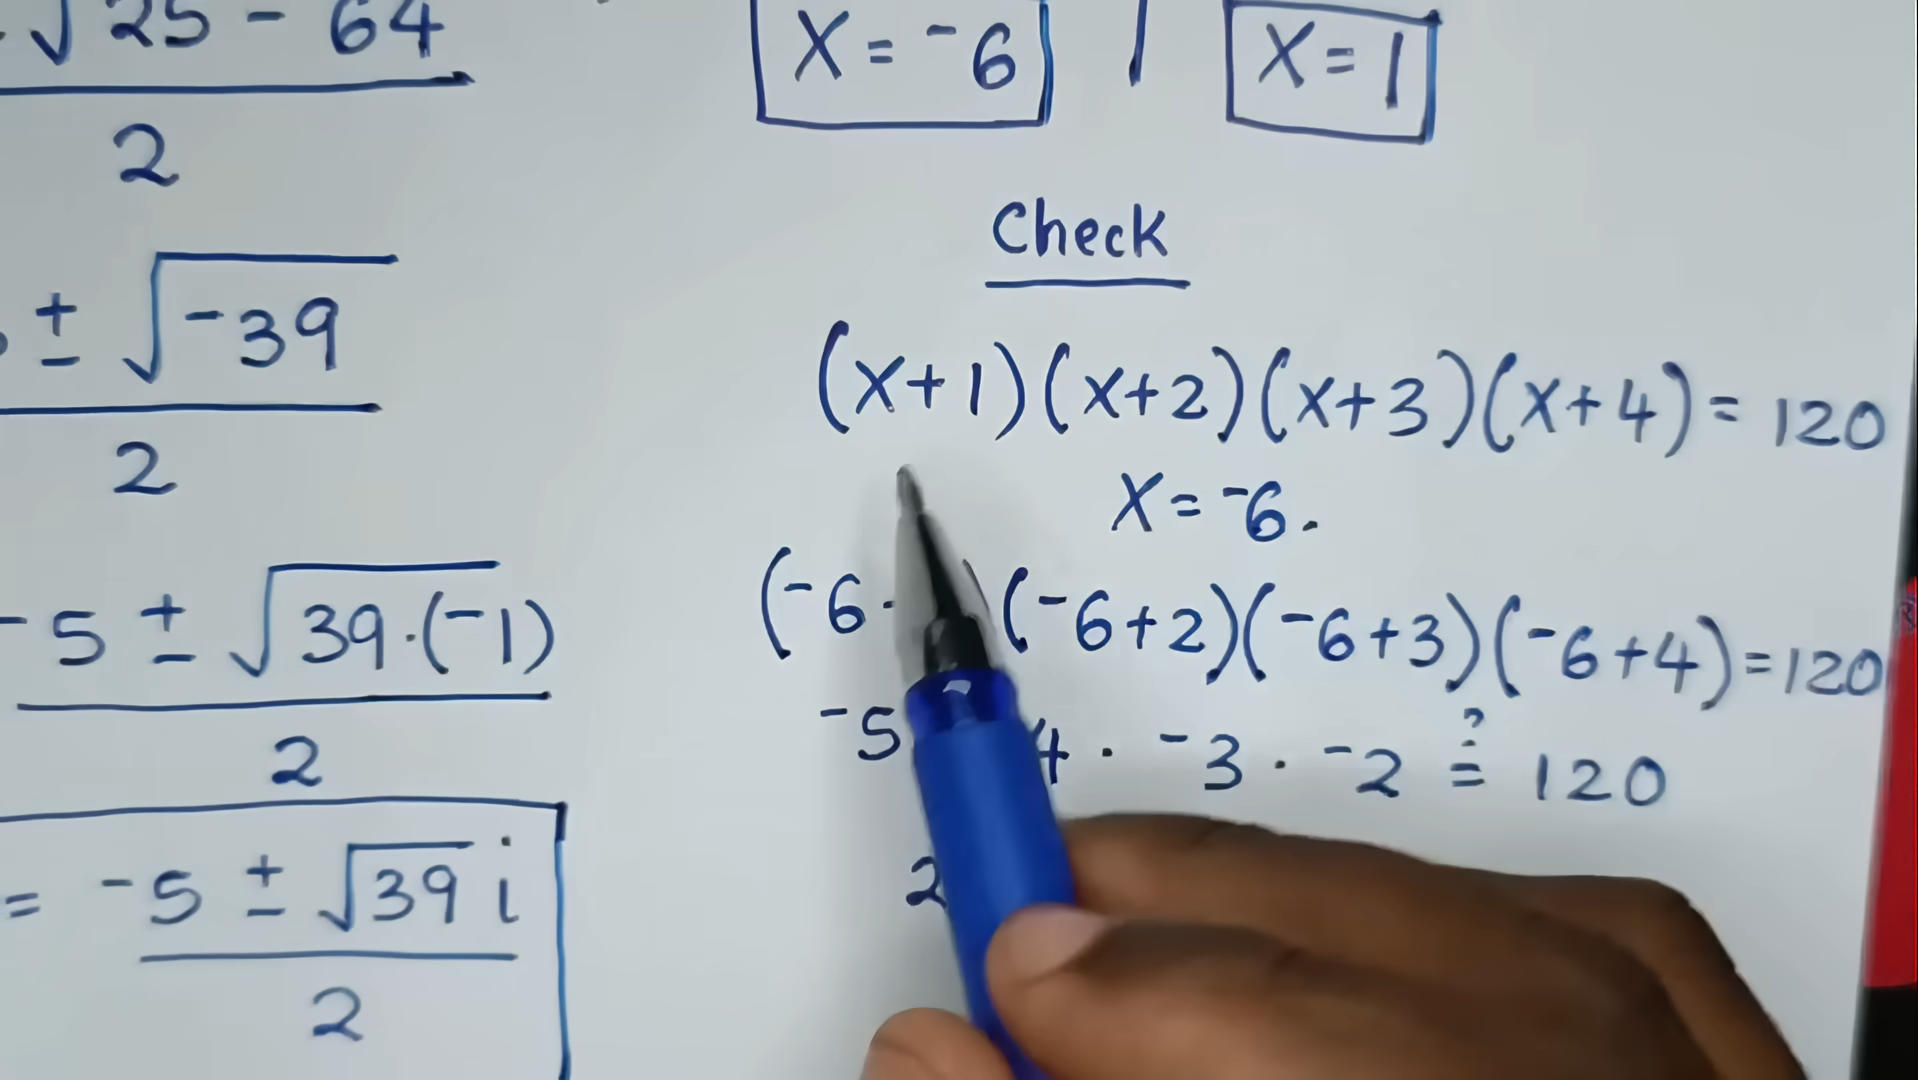 √25 - 64
2
± √-39
2
-5 ± √39·(-1)
2
= -5 ± √39 i
2
X = -6 | X = 1
Check
(x+1)(x+2)(x+3)(x+4) = 120
X = -6.
(-6 (-6+2)(-6+3)(-6+4) = 120
-5 4 · -3 · -2 ≟ 120
2